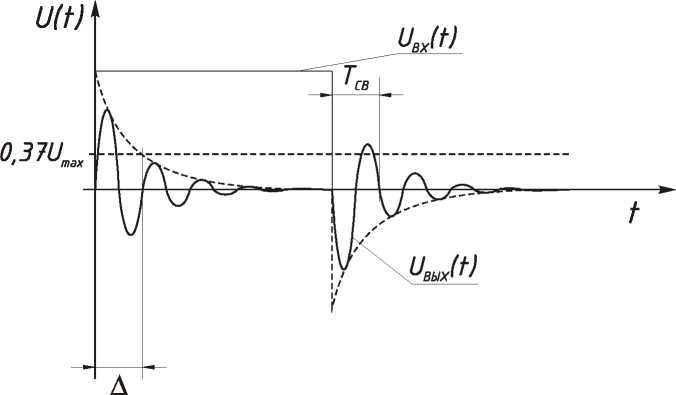 U(t)
Uвх(t)
Tсв
0,37Umax
t
Uвых(t)
Δ